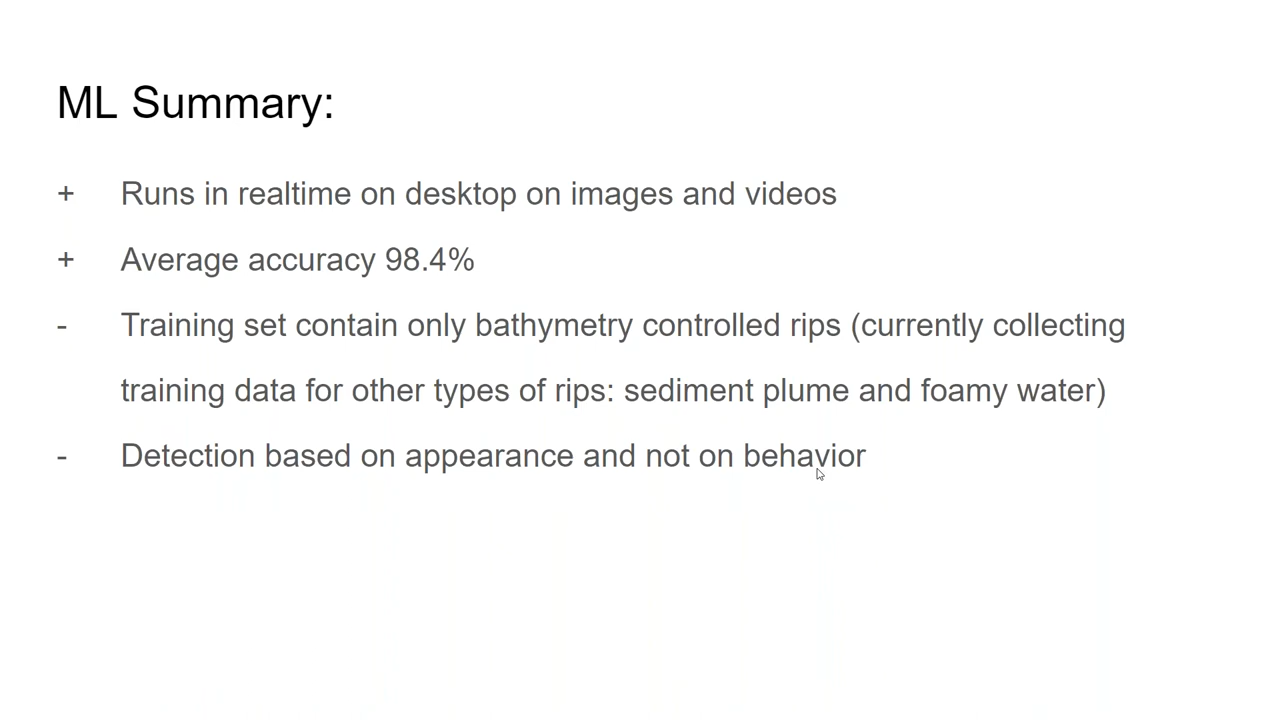 ML Summary:
+ Runs in realtime on desktop on images and videos
+ Average accuracy 98.4%
- Training set contain only bathymetry controlled rips (currently collecting
training data for other types of rips: sediment plume and foamy water)
- Detection based on appearance and not on behavior